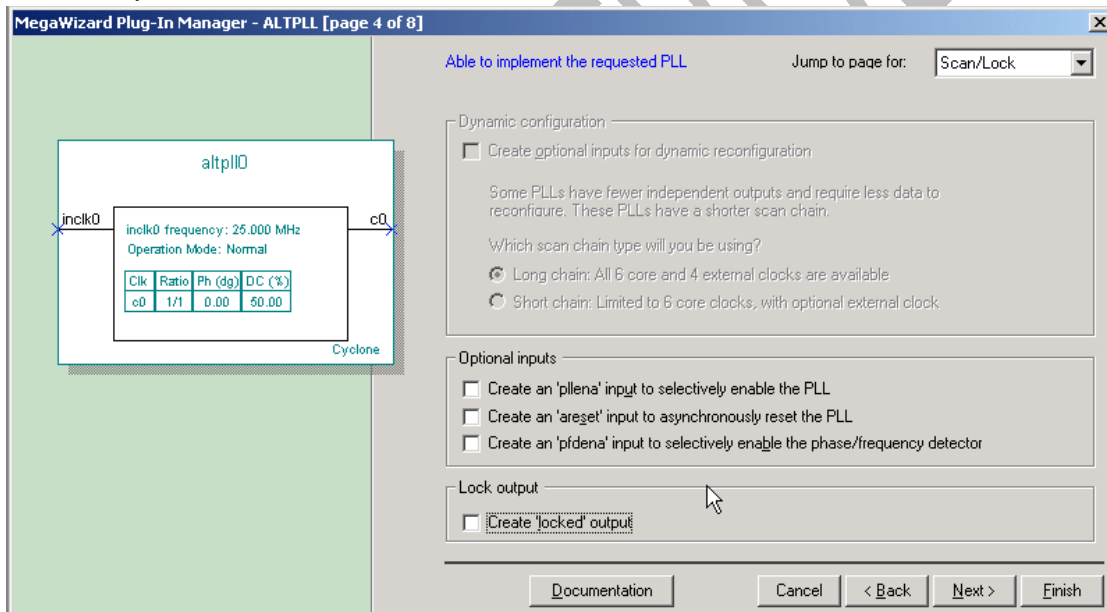 MegaWizard Plug-In Manager - ALTPLL [page 4 of 8]
Able to implement the requested PLL
Jump to page for:
Scan/Lock
altpll0
inclk0
c0
inclk0 frequency: 25.000 MHz
Operation Mode: Normal
Clk Ratio Ph (dg) DC (%)
c0 1/1 0.00 50.00
Cyclone
Dynamic configuration
Create optional inputs for dynamic reconfiguration
Some PLLs have fewer independent outputs and require less data to
reconfigure. These PLLs have a shorter scan chain.
Which scan chain type will you be using?
Long chain: All 6 core and 4 external clocks are available
Short chain: Limited to 6 core clocks, with optional external clock
Optional inputs
Create an 'pllena' input to selectively enable the PLL
Create an 'areset' input to asynchronously reset the PLL
Create an 'pfdena' input to selectively enable the phase/frequency detector
Lock output
Create 'locked' output
Documentation
Cancel
< Back
Next >
Finish